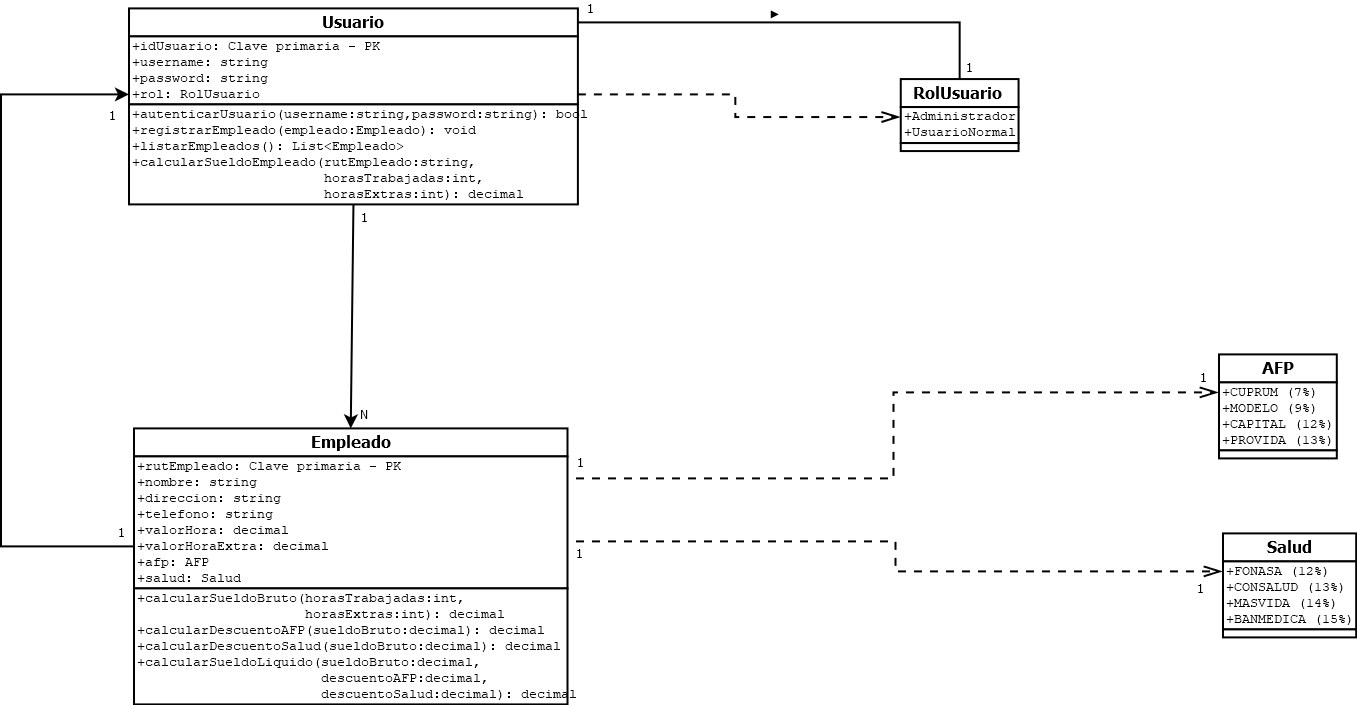 Usuario
+idUsuario: Clave primaria - PK
+username: string
+password: string
+rol: RolUsuario
+autenticarUsuario(username:string,password:string): bool
+registrarEmpleado(empleado:Empleado): void
+listarEmpleados(): List<Empleado>
+calcularSueldoEmpleado(rutEmpleado:string,
horasTrabajadas:int,
horasExtras:int): decimal
1
1
RolUsuario
+Administrador
+UsuarioNormal
1
1
N
Empleado
+rutEmpleado: Clave primaria - PK
+nombre: string
+direccion: string
+telefono: string
+valorHora: decimal
+valorHoraExtra: decimal
+afp: AFP
+salud: Salud
+calcularSueldoBruto(horasTrabajadas:int,
horasExtras:int): decimal
+calcularDescuentoAFP(sueldoBruto:decimal): decimal
+calcularDescuentoSalud(sueldoBruto:decimal): decimal
+calcularSueldoLiquido(sueldoBruto:decimal,
descuentoAFP:decimal,
descuentoSalud:decimal): decimal
1
1
1
1
AFP
+CUPRUM (7%)
+MODELO (9%)
+CAPITAL (12%)
+PROVIDA (13%)
1
Salud
+FONASA (12%)
+CONSALUD (13%)
+MASVIDA (14%)
+BANMEDICA (15%)